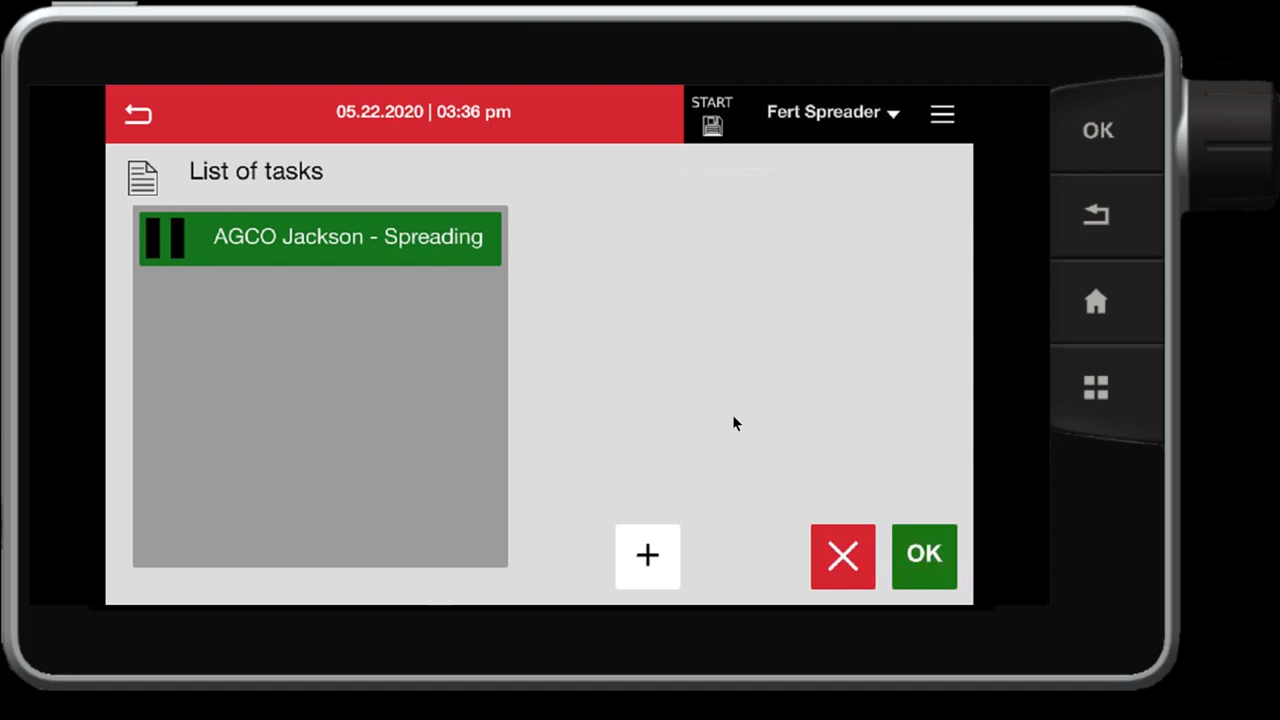 05.22.2020 | 03:36 pm
START
Fert Spreader
OK
List of tasks
AGCO Jackson - Spreading
+
OK